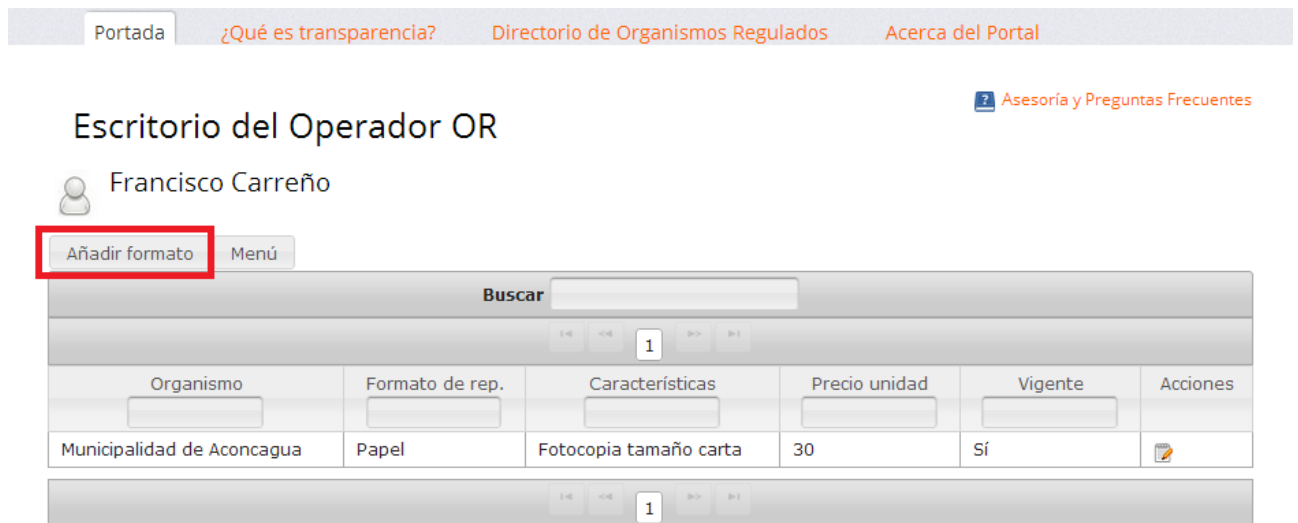 Portada ¿Qué es transparencia? Directorio de Organismos Regulados Acerca del Portal
Asesoría y Preguntas Frecuentes
Escritorio del Operador OR
Francisco Carreño
Añadir formato Menú
Buscar
1
Organismo Formato de rep. Características Precio unidad Vigente Acciones
Municipalidad de Aconcagua Papel Fotocopia tamaño carta 30 Sí
1